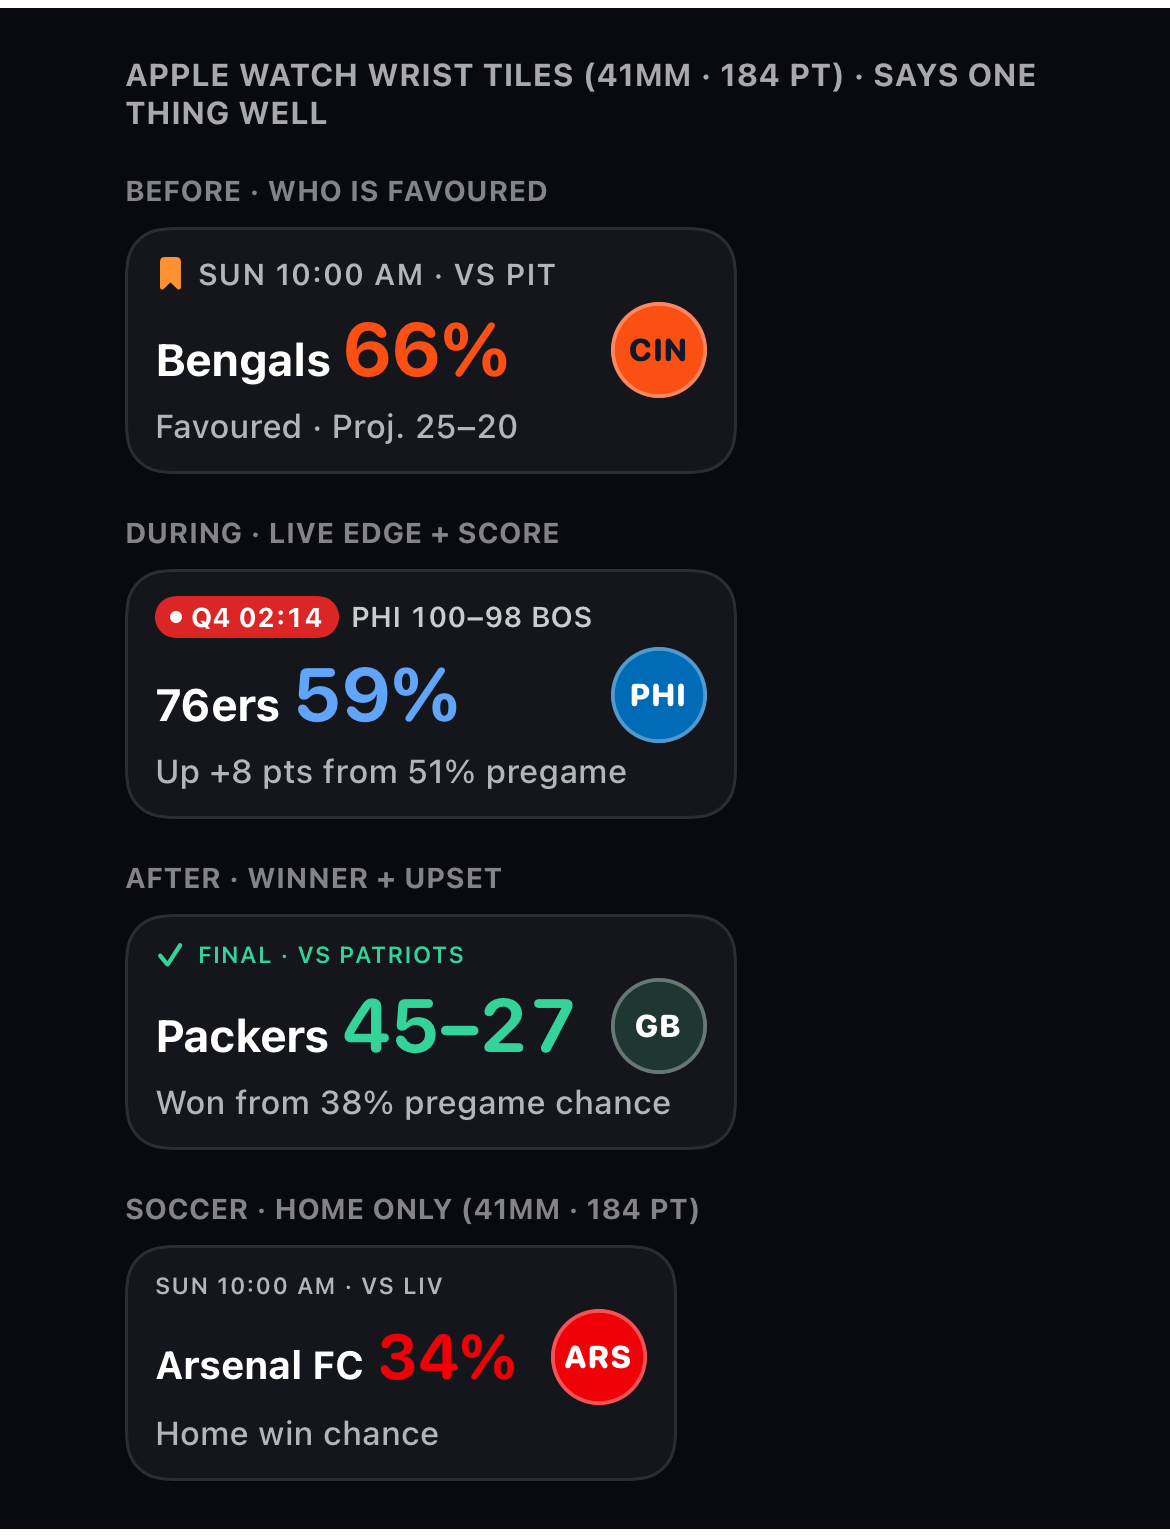 APPLE WATCH WRIST TILES (41MM · 184 PT) · SAYS ONE
THING WELL
BEFORE · WHO IS FAVOURED
SUN 10:00 AM · VS PIT
Bengals 66%
CIN
Favoured · Proj. 25–20
DURING · LIVE EDGE + SCORE
Q4 02:14 PHI 100–98 BOS
76ers 59%
PHI
Up +8 pts from 51% pregame
AFTER · WINNER + UPSET
FINAL · VS PATRIOTS
Packers 45–27
GB
Won from 38% pregame chance
SOCCER · HOME ONLY (41MM · 184 PT)
SUN 10:00 AM · VS LIV
Arsenal FC 34%
ARS
Home win chance